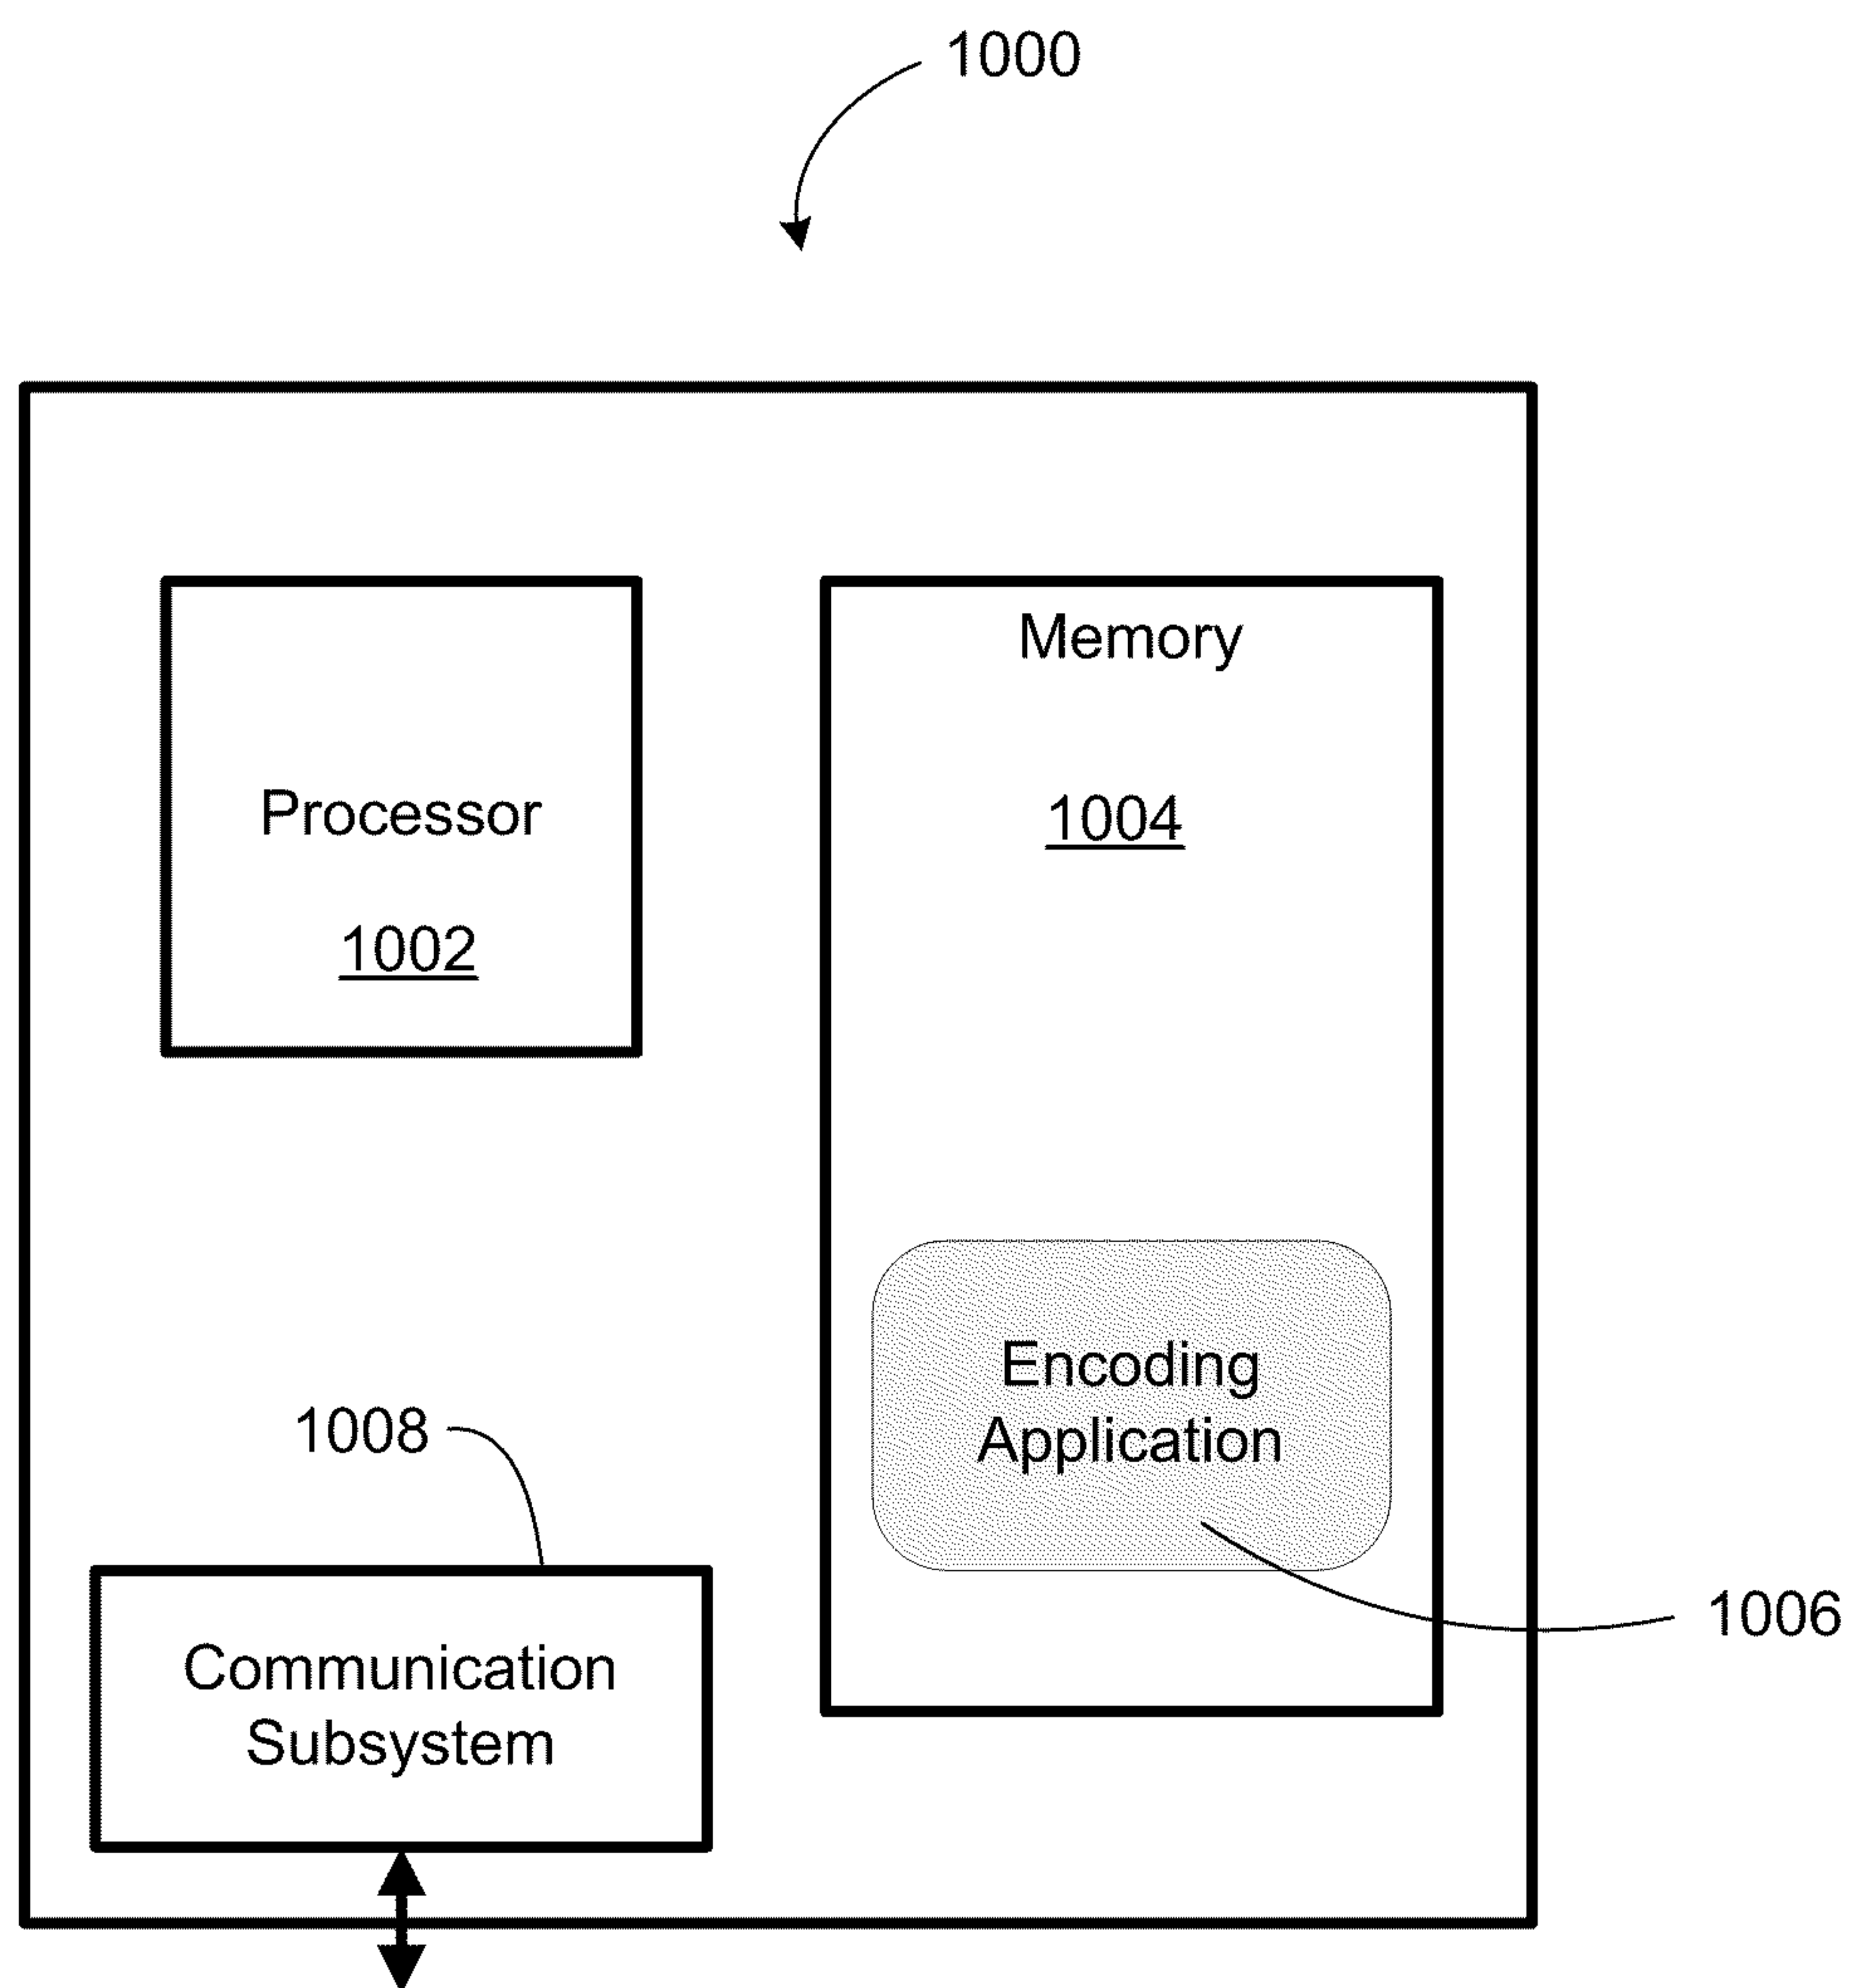 1000
Processor
1002
Memory
1004
Encoding
Application
1006
1008
Communication
Subsystem